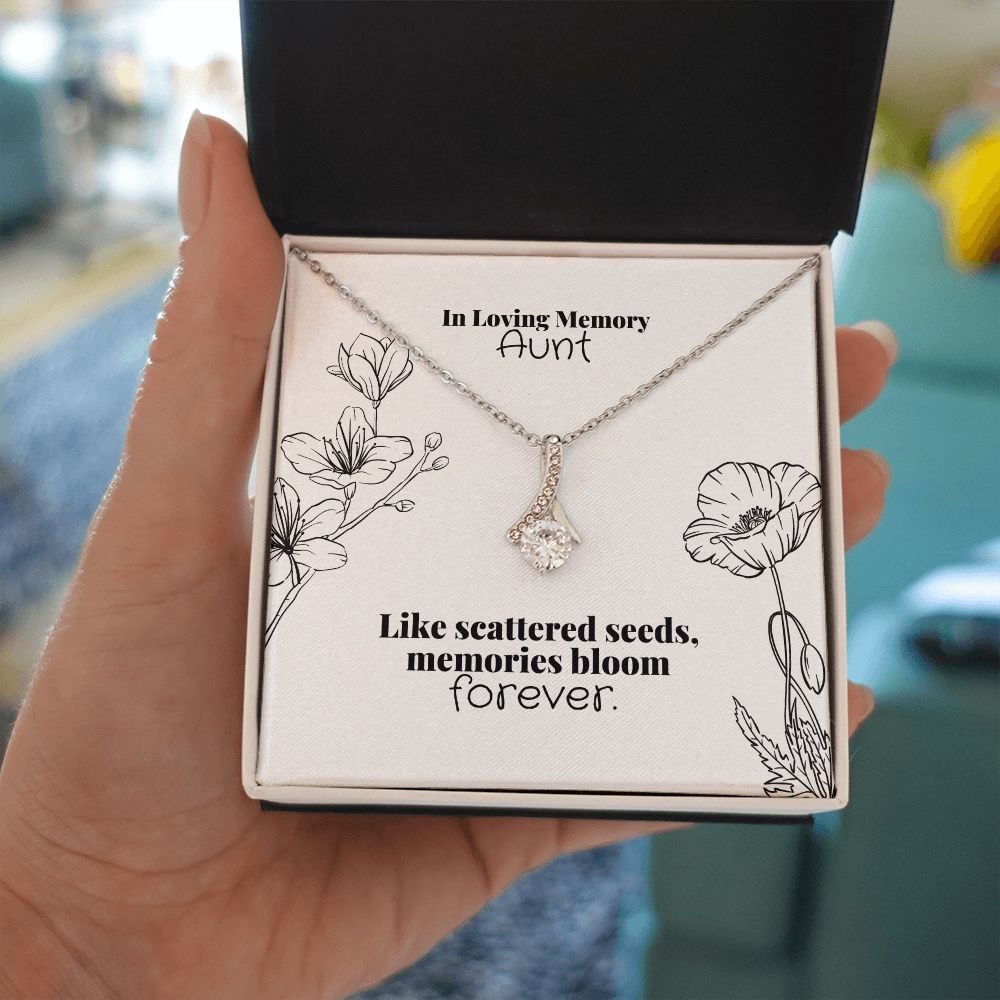 In Loving Memory
Aunt
Like scattered seeds,
memories bloom
forever.